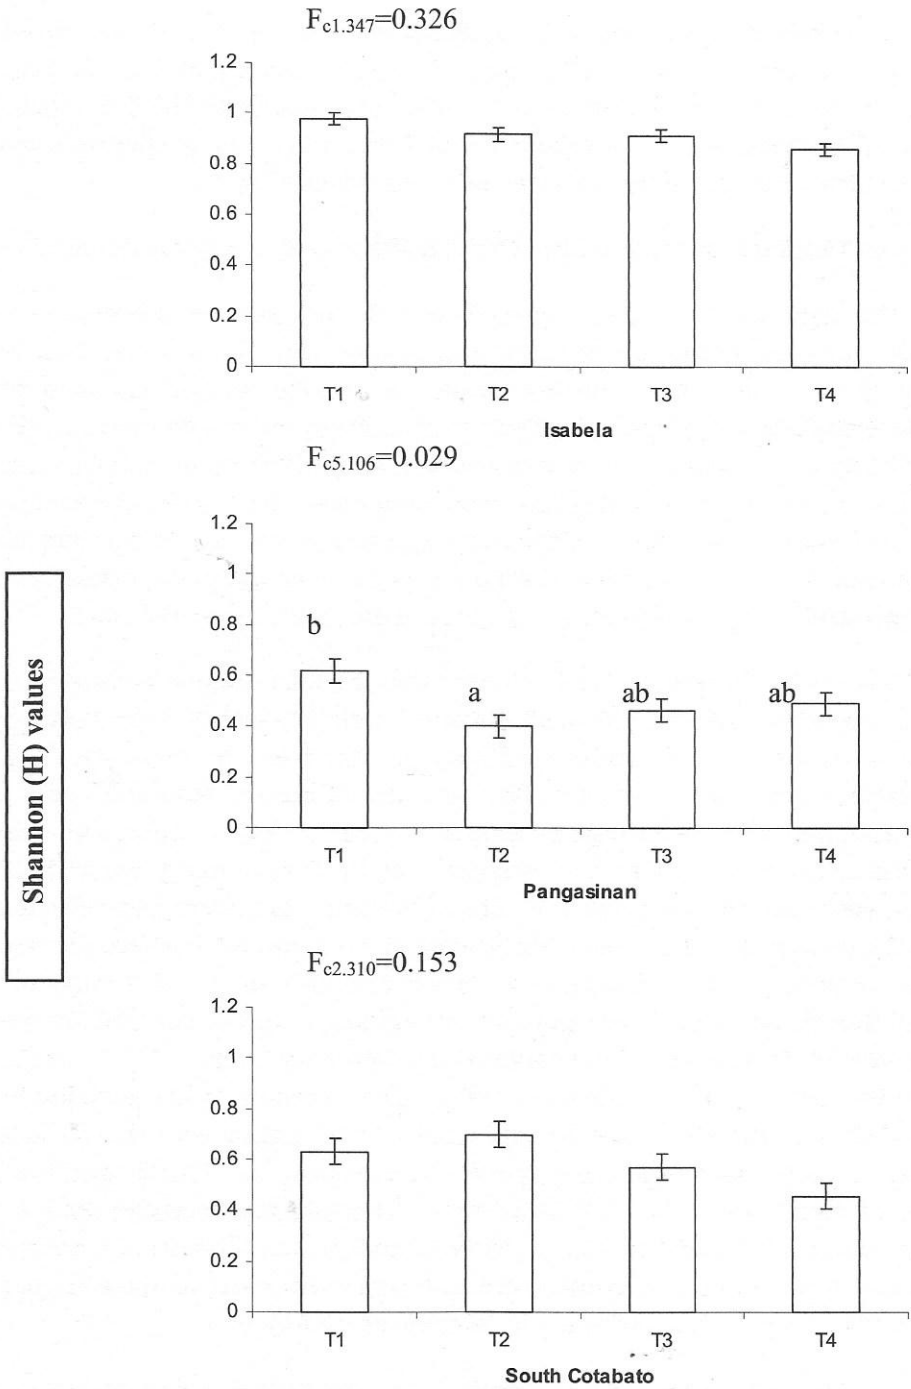 Fc1.347=0.326
1.2
1
0.8
0.6
0.4
0.2
0
T1 T2 T3 T4
Isabela
Fc5.106=0.029
Shannon (H) values
1.2
1
0.8
0.6
0.4
0.2
0
b
a
ab
ab
T1 T2 T3 T4
Pangasinan
Fc2.310=0.153
1.2
1
0.8
0.6
0.4
0.2
0
T1 T2 T3 T4
South Cotabato